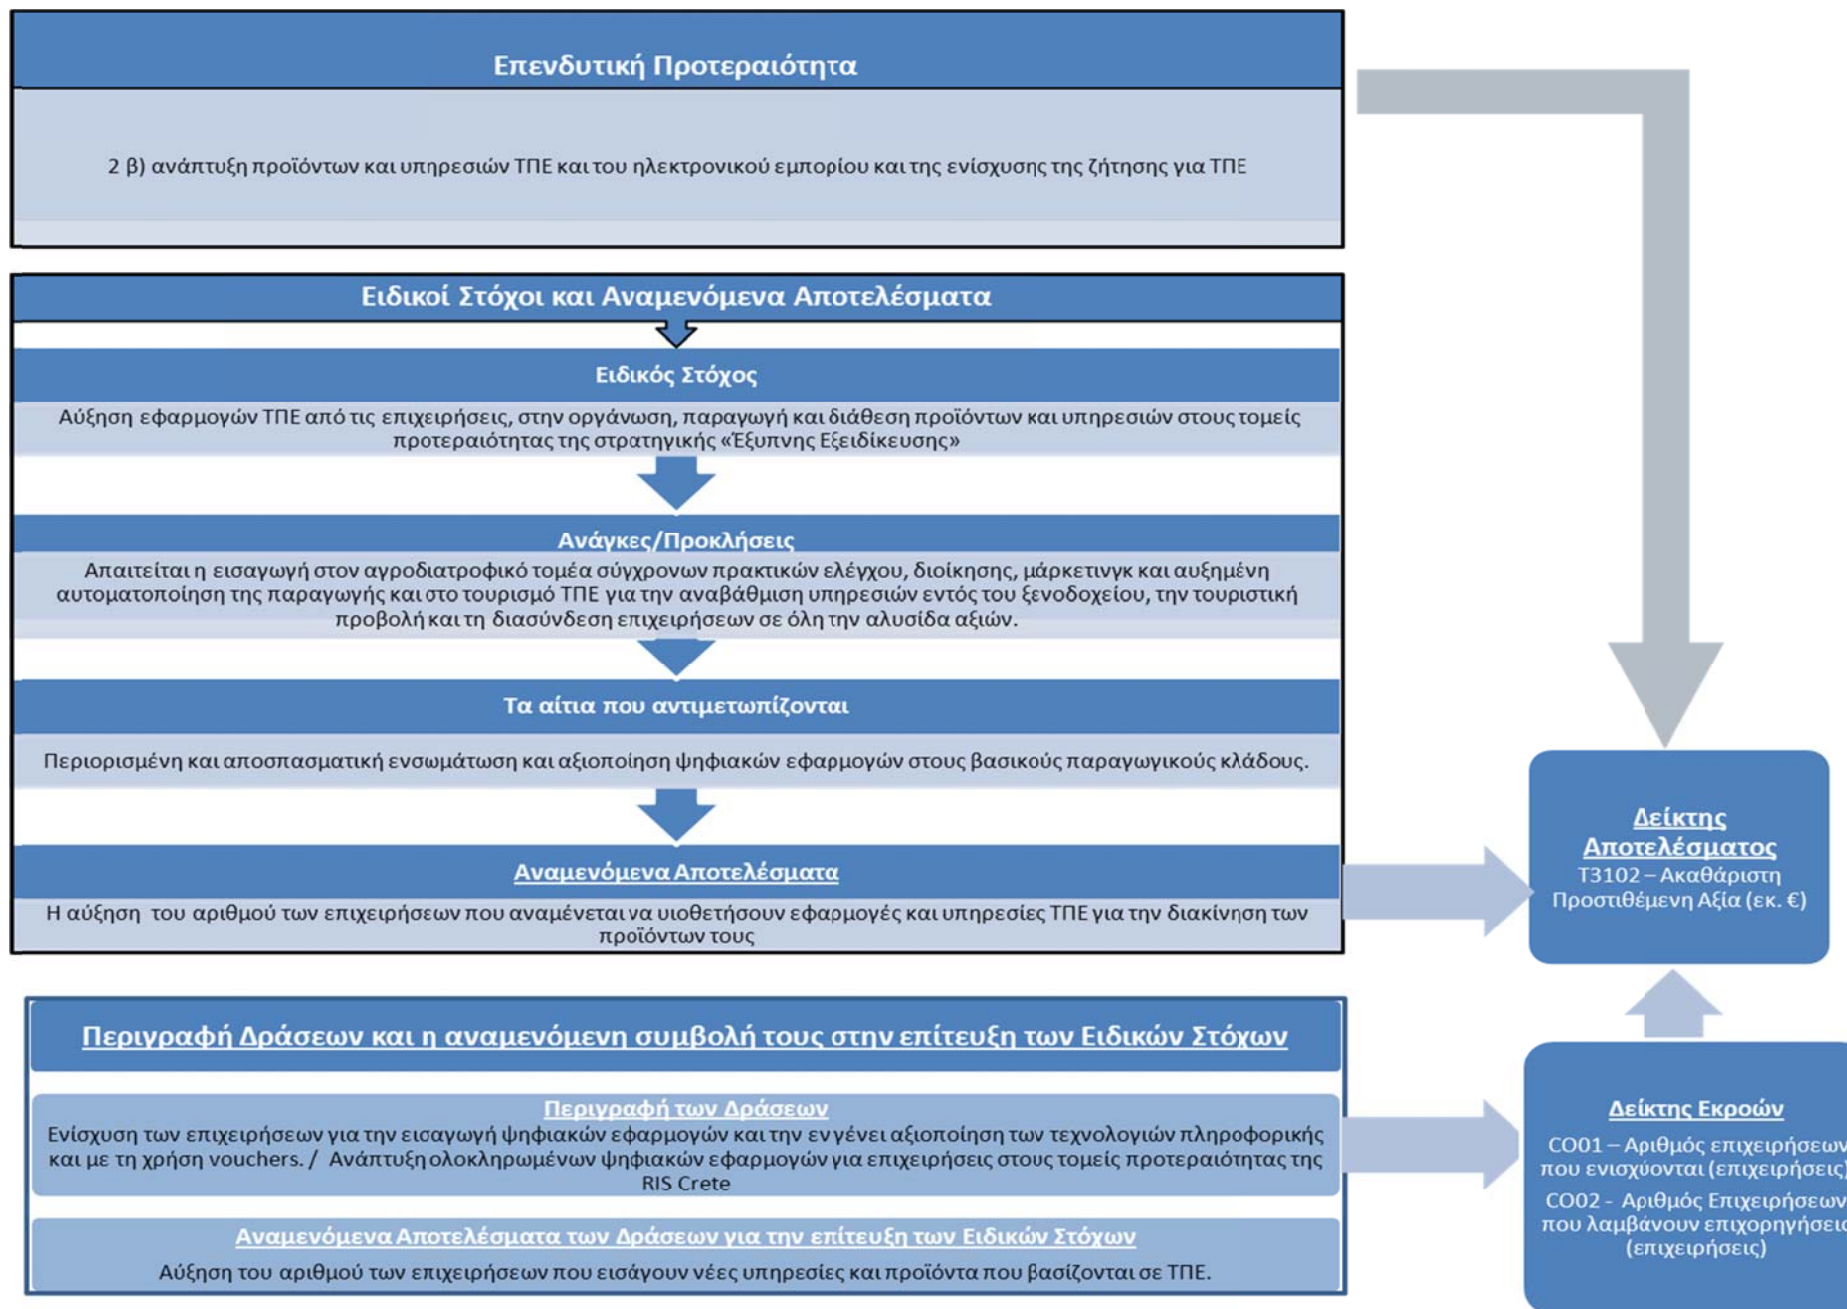 Επενδυτική Προτεραιότητα
2 β) ανάπτυξη προϊόντων και υπηρεσιών ΤΠΕ και του ηλεκτρονικού εμπορίου και της ενίσχυσης της ζήτησης για ΤΠΕ
Ειδικοί Στόχοι και Αναμενόμενα Αποτελέσματα
Ειδικός Στόχος
Αύξηση εφαρμογών ΤΠΕ από τις επιχειρήσεις, στην οργάνωση, παραγωγή και διάθεση προϊόντων και υπηρεσιών στους τομείς
προτεραιότητας της στρατηγικής «Έξυπνης Εξειδίκευσης»
Ανάγκες/Προκλήσεις
Απαιτείται η εισαγωγή στον αγροδιατροφικό τομέα σύγχρονων πρακτικών ελέγχου, διοίκησης, μάρκετινγκ και αυξημένη
αυτοματοποίηση της παραγωγής και στο τουρισμό ΤΠΕ για την αναβάθμιση υπηρεσιών εντός του ξενοδοχείου, την τουριστική
προβολή και τη διασύνδεση επιχειρήσεων σε όλη την αλυσίδα αξιών.
Τα αίτια που αντιμετωπίζονται
Περιορισμένη και αποσπασματική ενσωμάτωση και αξιοποίηση ψηφιακών εφαρμογών στους βασικούς παραγωγικούς κλάδους.
Αναμενόμενα Αποτελέσματα
Η αύξηση του αριθμού των επιχειρήσεων που αναμένεται να υιοθετήσουν εφαρμογές και υπηρεσίες ΤΠΕ για την διακίνηση των
προϊόντων τους
Δείκτης
Αποτελέσματος
Τ3102 – Ακαθάριστη
Προστιθέμενη Αξία (εκ. €)
Περιγραφή Δράσεων και η αναμενόμενη συμβολή τους στην επίτευξη των Ειδικών Στόχων
Περιγραφή των Δράσεων
Ενίσχυση των επιχειρήσεων για την εισαγωγή ψηφιακών εφαρμογών και την εν γένει αξιοποίηση των τεχνολογιών πληροφορικής
και με τη χρήση vouchers. / Ανάπτυξη ολοκληρωμένων ψηφιακών εφαρμογών για επιχειρήσεις στους τομείς προτεραιότητας της
RIS Crete
Αναμενόμενα Αποτελέσματα των Δράσεων για την επίτευξη των Ειδικών Στόχων
Αύξηση του αριθμού των επιχειρήσεων που εισάγουν νέες υπηρεσίες και προϊόντα που βασίζονται σε ΤΠΕ.
Δείκτης Εκροών
CO01 – Αριθμός επιχειρήσεων
που ενισχύονται (επιχειρήσεις)
CO02 - Αριθμός Επιχειρήσεων
που λαμβάνουν επιχορηγήσεις
(επιχειρήσεις)